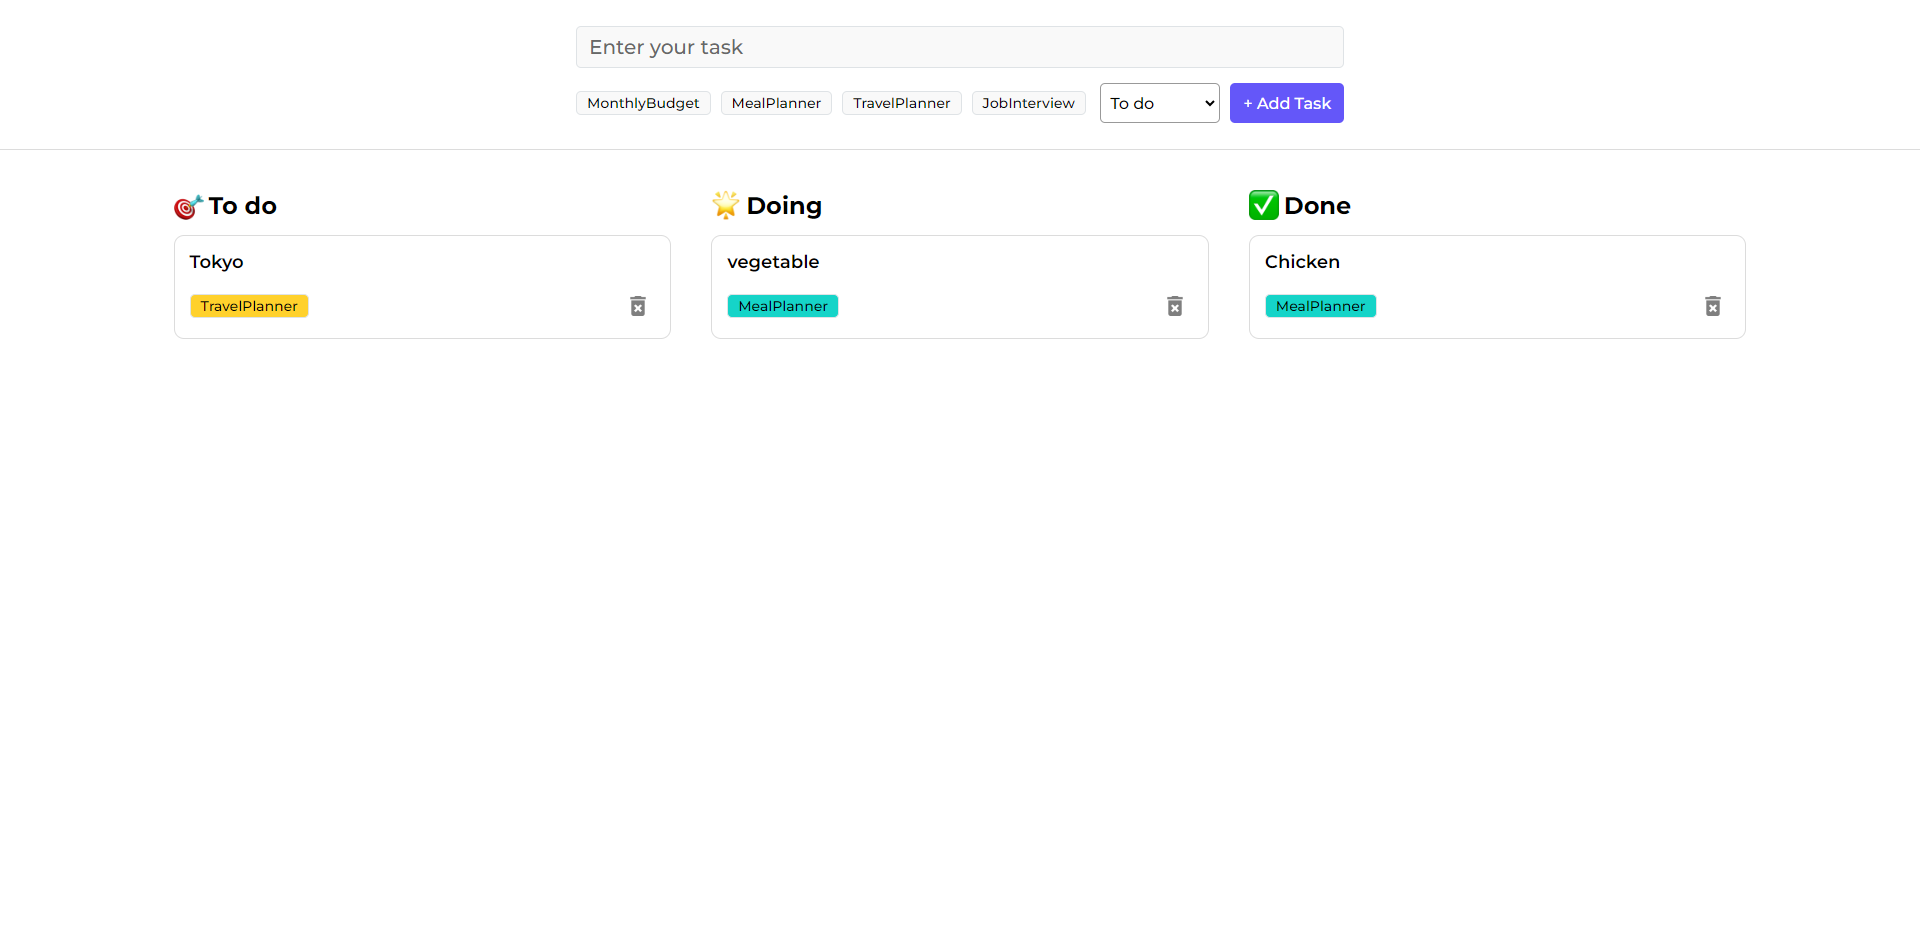 Enter your task
MonthlyBudget MealPlanner TravelPlanner JobInterview To do + Add Task
To do
Tokyo
TravelPlanner
Doing
vegetable
MealPlanner
Done
Chicken
MealPlanner